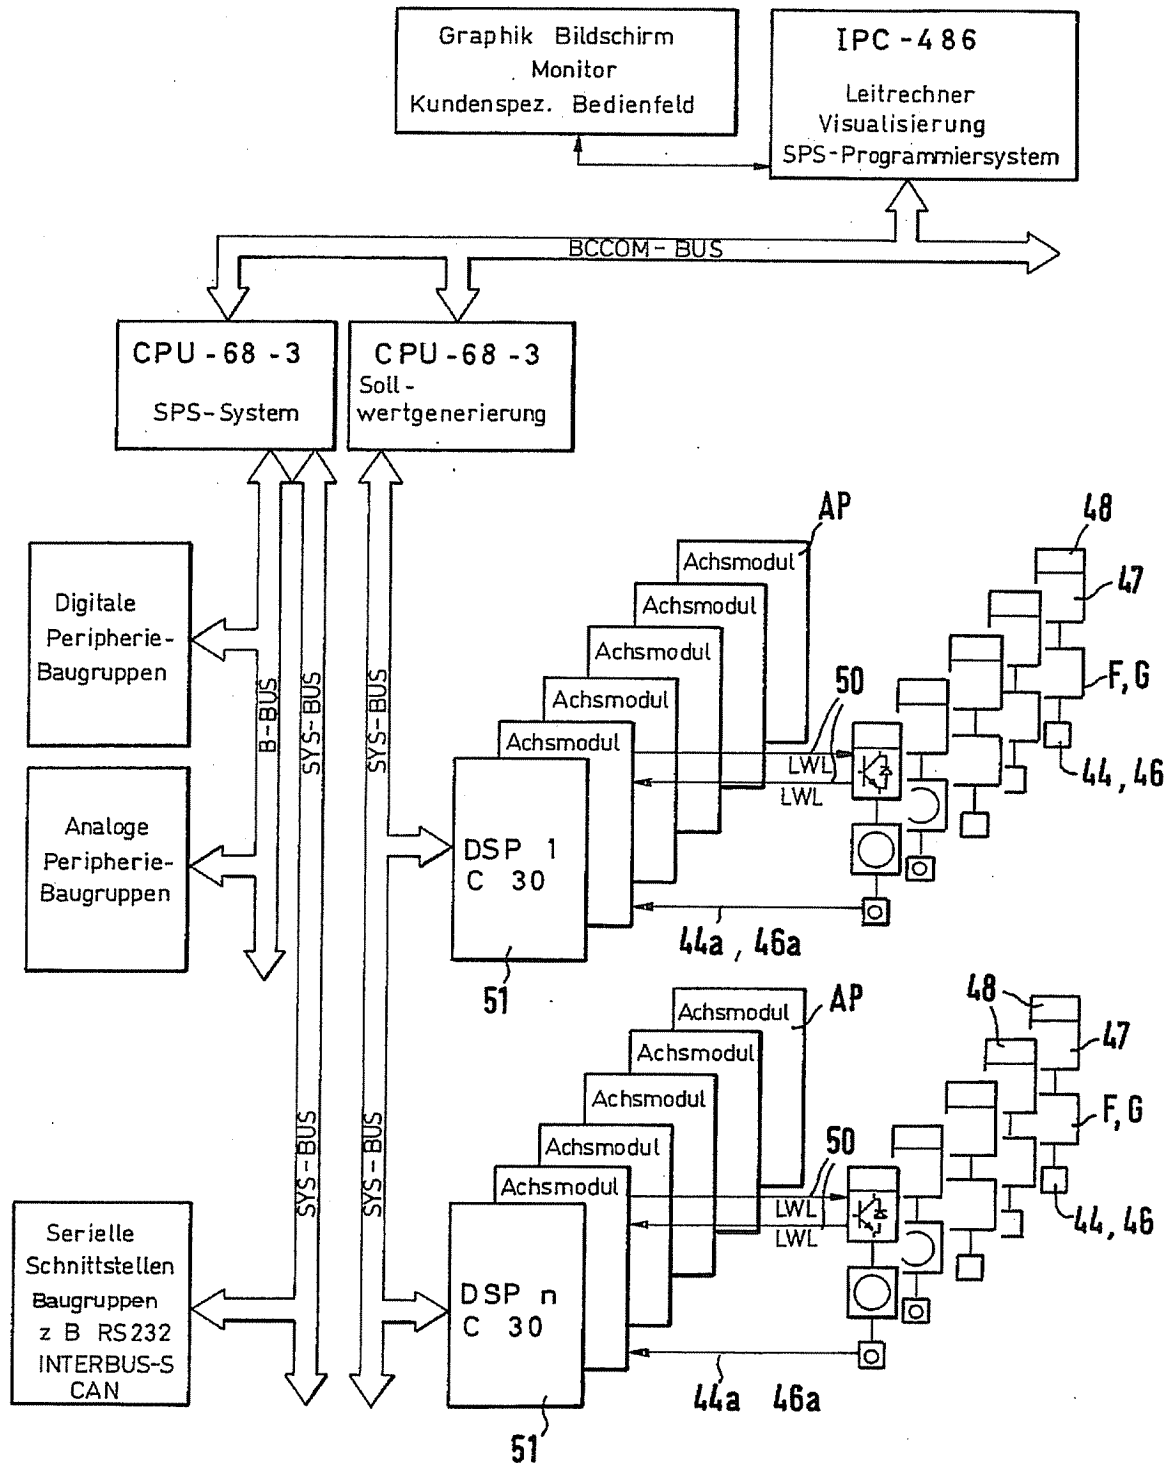 Graphik Bildschirm
Monitor
Kundenspez. Bedienfeld
IPC-486
Leitrechner
Visualisierung
SPS-Programmiersystem
BCCOM-BUS
CPU-68-3
SPS-System
CPU-68-3
Soll-
wertgenerierung
Digitale
Peripherie-
Baugruppen
Analoge
Peripherie-
Baugruppen
B-BUS
SYS-BUS
SYS-BUS
AP
Achsmodul
Achsmodul
Achsmodul
Achsmodul
Achsmodul
DSP 1
C 30
51
50
LWL
LWL
44a, 46a
48
47
F, G
44, 46
SYS-BUS
SYS-BUS
Serielle
Schnittstellen
Baugruppen
z B RS232
INTERBUS-S
CAN
AP
Achsmodul
Achsmodul
Achsmodul
Achsmodul
Achsmodul
DSP n
C 30
51
50
LWL
LWL
44a 46a
48
47
F, G
44, 46